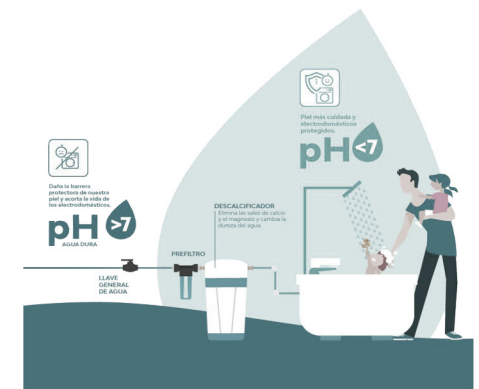 Piel más cuidada y
electrodomésticos
protegidos.
pH <7
Daña la barrera
protectora de nuestra
piel y acorta la vida de
los electrodomésticos.
pH >7
AGUA DURA
DESCALCIFICADOR
Elimina las sales de calcio
y el magnesio y cambia la
dureza del agua.
PREFILTRO
LLAVE
GENERAL
DE AGUA